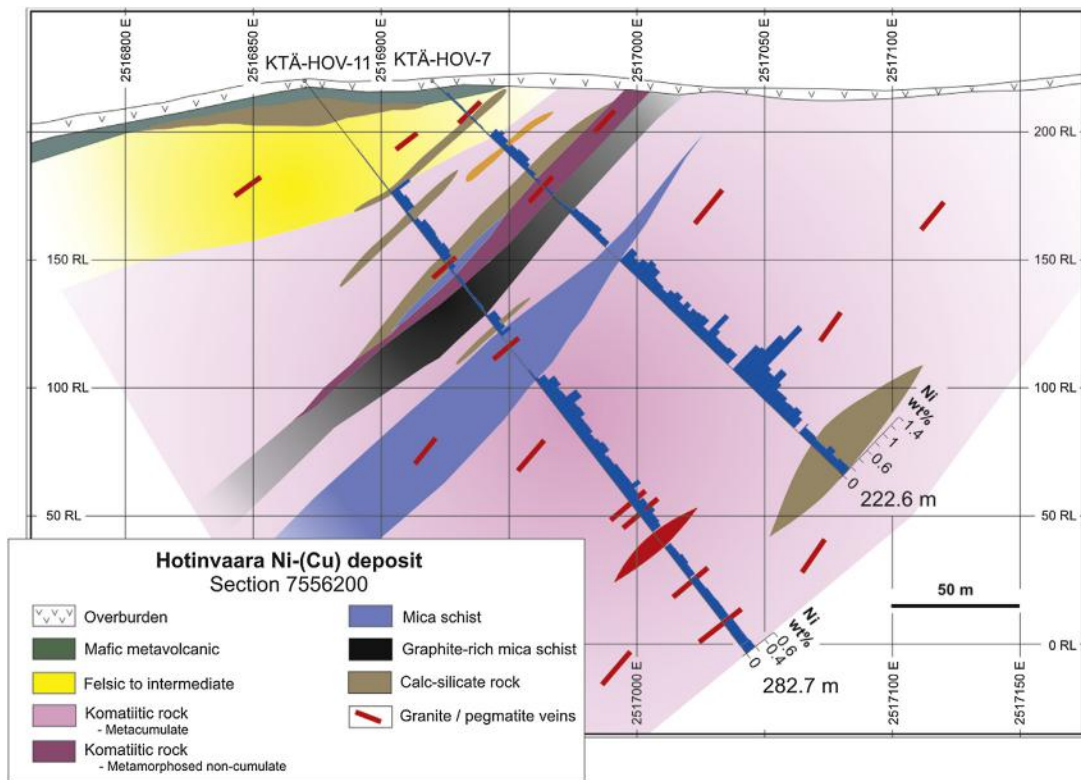 2516800 E
2516850 E
2516900 E
2517000 E
2517050 E
2517100 E
KTÄ-HOV-11
KTÄ-HOV-7
200 RL
200 RL
150 RL
150 RL
100 RL
100 RL
Ni
wt%
1.4
1
0.6
0
222.6 m
50 RL
50 RL
50 m
Ni
wt%
0.6
0.4
0
282.7 m
0 RL
2517000 E
2517100 E
2517150 E
Hotinvaara Ni-(Cu) deposit
Section 7556200
Overburden
Mafic metavolcanic
Felsic to intermediate
Komatiitic rock
- Metacumulate
Komatiitic rock
- Metamorphosed non-cumulate
Mica schist
Graphite-rich mica schist
Calc-silicate rock
Granite / pegmatite veins